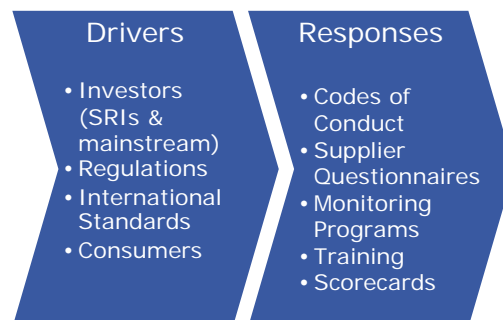 Drivers
• Investors
(SRIs &
mainstream)
• Regulations
• International
Standards
• Consumers
Responses
• Codes of
Conduct
• Supplier
Questionnaires
• Monitoring
Programs
• Training
• Scorecards